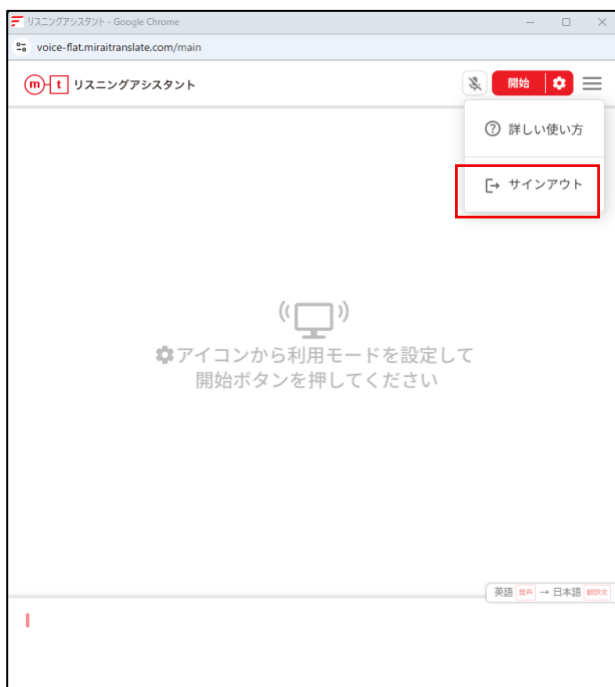 リスニングアシスタント - Google Chrome
voice-flat.miraitranslate.com/main
m t リスニングアシスタント
開始
詳しい使い方
サインアウト
アイコンから利用モードを設定して
開始ボタンを押してください
英語 音声 → 日本語 翻訳文